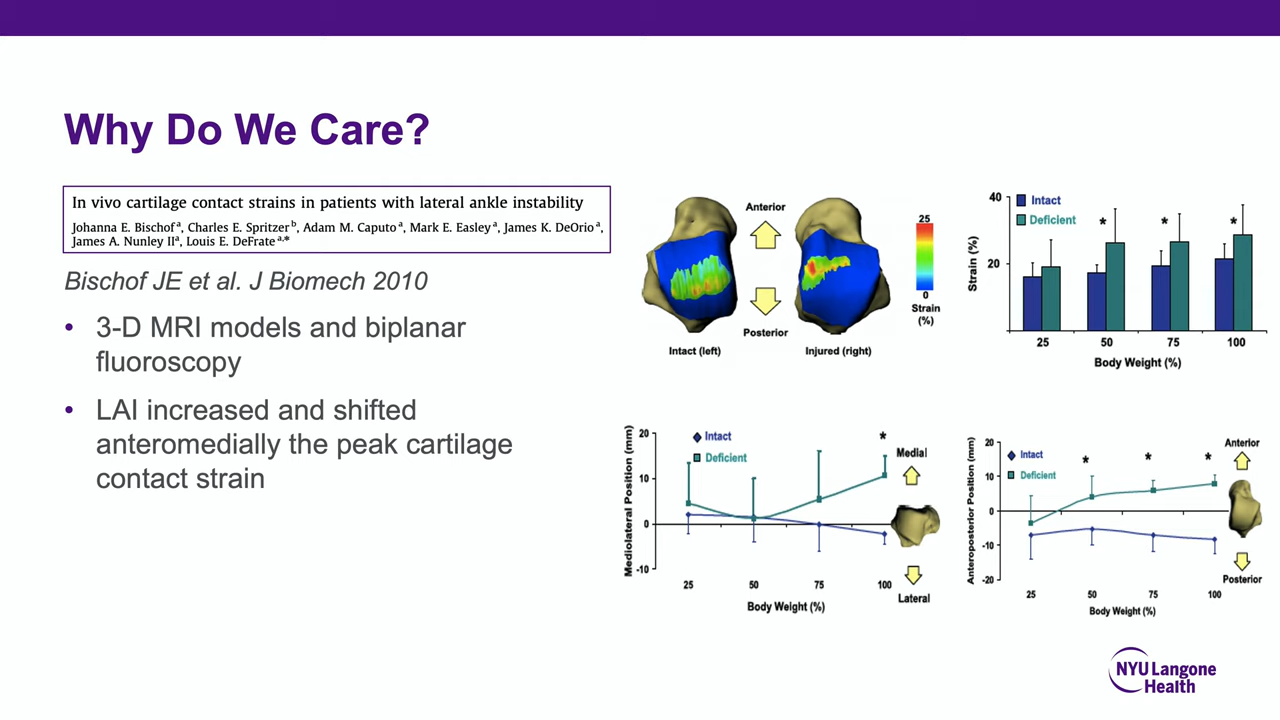 Why Do We Care?
In vivo cartilage contact strains in patients with lateral ankle instability
Johanna E. Bischof a, Charles E. Spritzer b, Adam M. Caputo a, Mark E. Easley a, James K. DeOrio a,
James A. Nunley II a, Louis E. DeFrate a,*
Bischof JE et al. J Biomech 2010
• 3-D MRI models and biplanar
fluoroscopy
• LAI increased and shifted
anteromedially the peak cartilage
contact strain
Anterior
Posterior
Intact (left)
Injured (right)
25
0
Strain
(%)
Strain (%)
40
20
Intact
Deficient
* * *
25 50 75 100
Body Weight (%)
Mediolateral Position (mm)
20
10
0
-10
Intact
Deficient
*
Medial
Lateral
25 50 75 100
Body Weight (%)
Anteroposterior Position (mm)
20
10
0
-10
-20
Intact
Deficient
* * *
Anterior
Posterior
25 50 75 100
Body Weight (%)
NYU Langone
Health